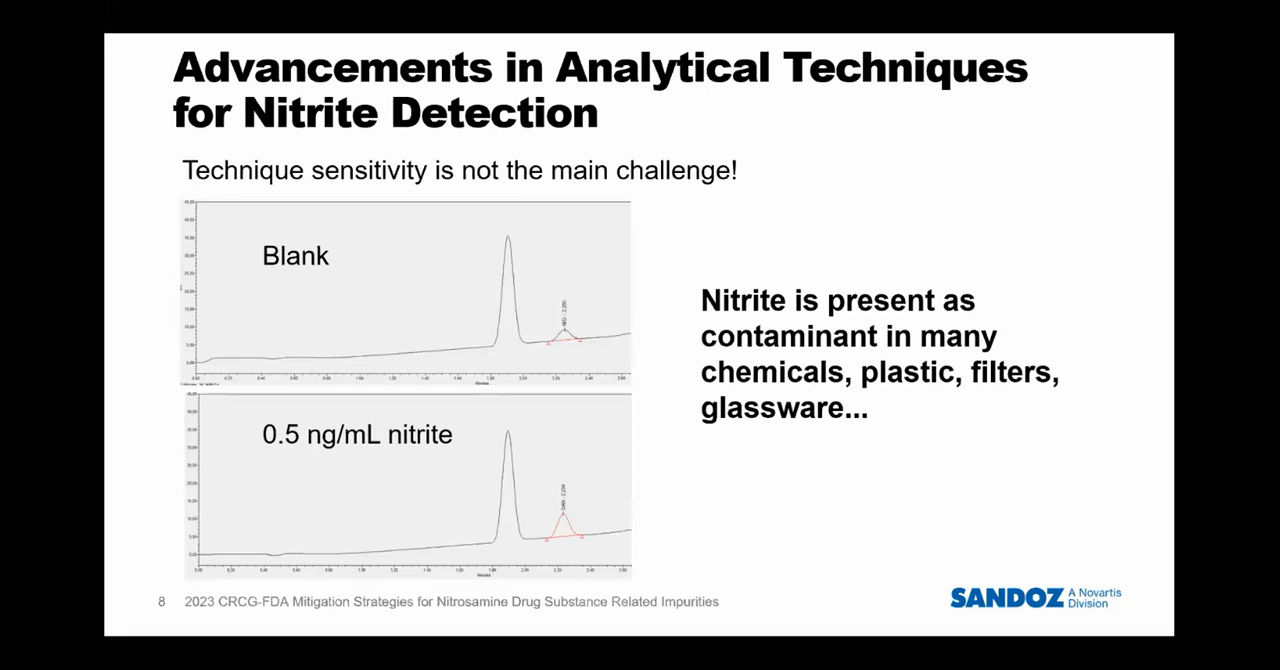 Advancements in Analytical Techniques
for Nitrite Detection
Technique sensitivity is not the main challenge!
Blank
0.5 ng/mL nitrite
Nitrite is present as
contaminant in many
chemicals, plastic, filters,
glassware...
8 2023 CRCG-FDA Mitigation Strategies for Nitrosamine Drug Substance Related Impurities
SANDOZ A Novartis
Division